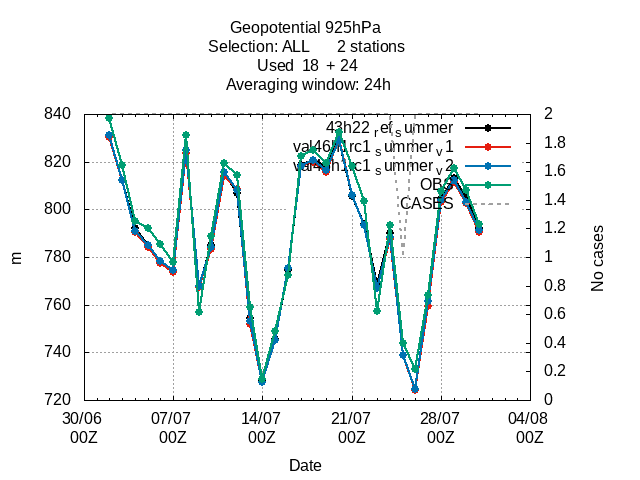 Geopotential 925hPa
Selection: ALL 2 stations
Used 18 + 24
Averaging window: 24h
43h22_ref_summer
val46h1rc1_summer_v1
val46h1rc1_summer_v2
OBS
CASES
840
820
800
780
760
740
720
m
2
1.8
1.6
1.4
1.2
1
0.8
0.6
0.4
0.2
0
No cases
30/06 07/07 14/07 21/07 28/07 04/08
00Z 00Z 00Z 00Z 00Z 00Z
Date